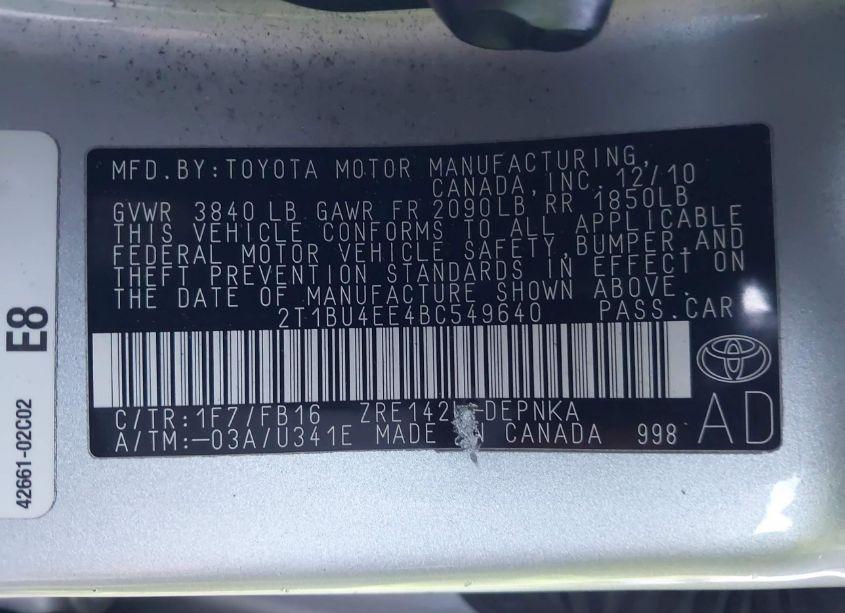 MFD.BY:TOYOTA MOTOR MANUFACTURING,
CANADA,INC. 12/10
GVWR 3840 LB GAWR FR 2090LB RR 1850LB
THIS VEHICLE CONFORMS TO ALL APPLICABLE
FEDERAL MOTOR VEHICLE SAFETY,BUMPER,AND
THEFT PREVENTION STANDARDS IN EFFECT ON
THE DATE OF MANUFACTURE SHOWN ABOVE.
2T1BU4EE4BC549640 PASS.CAR
C/TR:1F7/FB16 ZRE142 -DEPNKA
A/TM:-03A/U341E MADE IN CANADA 998
AD
E8
42661-02C02